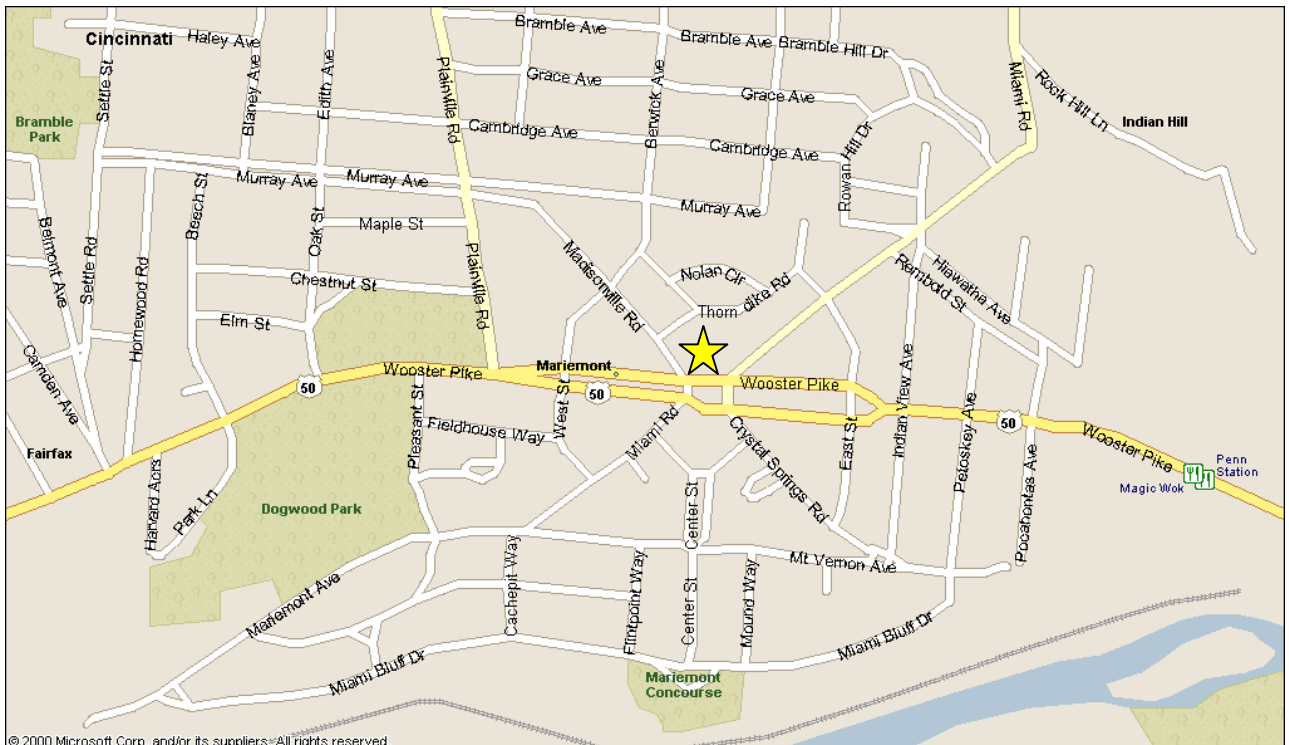 Bramble Ave
Cincinnati
Haley Ave
Bramble Ave
Bramble Hill Dr
Settle St
Blaney Ave
Edith Ave
Plainville Rd
Berwick Ave
Miami Rd
Rock Hill Ln
Grace Ave
Grace Ave
Bramble
Park
Indian Hill
Cambridge Ave
Cambridge Ave
Rowan Hill Dr
Murray Ave
Murray Ave
Murray Ave
Beech St
Oak St
Maple St
Belmont Ave
Settle Rd
Homewood Rd
Plainville Rd
Madisonville Rd
Nolan Clr
Thorn dike Rd
Rembold St
Hiawatha Ave
Chestnut St
Elm St
Camden Ave
Mariemont
Wooster Pike
50
50
Wooster Pike
West St
Pleasant St
Fieldhouse Way
Miami Rd
Crystal Springs Rd
East St
Indian View Ave
Petoskey Ave
50
Wooster Pike
Pocahontas Ave
Penn
Station
Magic Wok
Fairfax
Harvard Acrs
Park Ln
Dogwood Park
Center St
Mt Vernon Ave
Mariemont Ave
Cachepit Way
Flintpoint Way
Center St
Mound Way
Miami Bluff Dr
Miami Bluff Dr
Mariemont
Concourse
© 2000 Microsoft Corp. and/or its suppliers. All rights reserved.